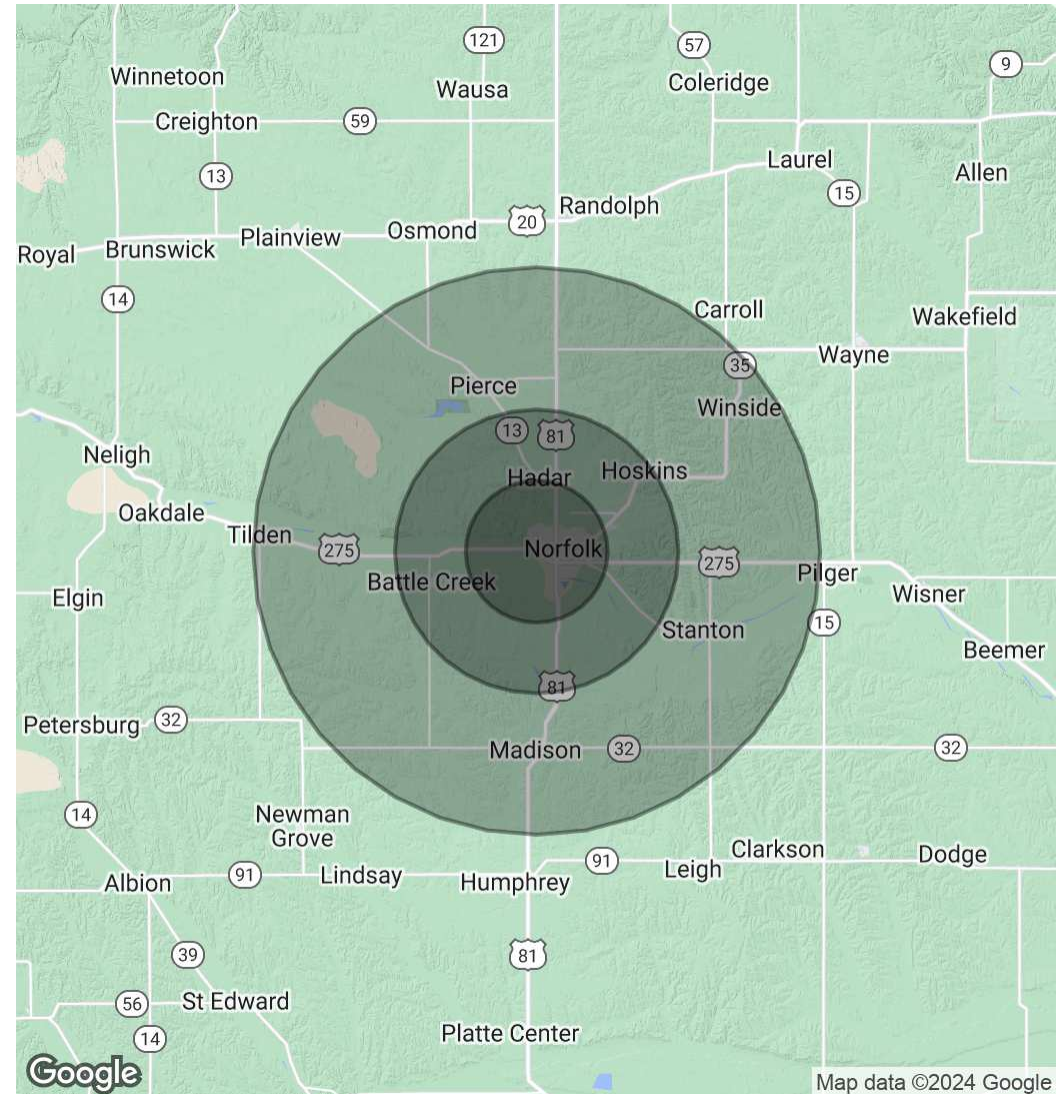 121
57
9
Winnetoon
Wausa
Coleridge
Creighton
59
Laurel
Allen
13
15
Randolph
20
Osmond
Plainview
Brunswick
Royal
14
Carroll
Wakefield
Wayne
35
Pierce
Winside
13
81
Neligh
Hadar
Hoskins
Oakdale
Tilden
275
Norfolk
275
Battle Creek
Pilger
Elgin
Wisner
15
Stanton
Beemer
81
Petersburg
32
Madison
32
32
14
Newman
Grove
Clarkson
Dodge
91
Leigh
Albion
91
Lindsay
Humphrey
39
81
56
St Edward
14
Platte Center
Google
Map data ©2024 Google